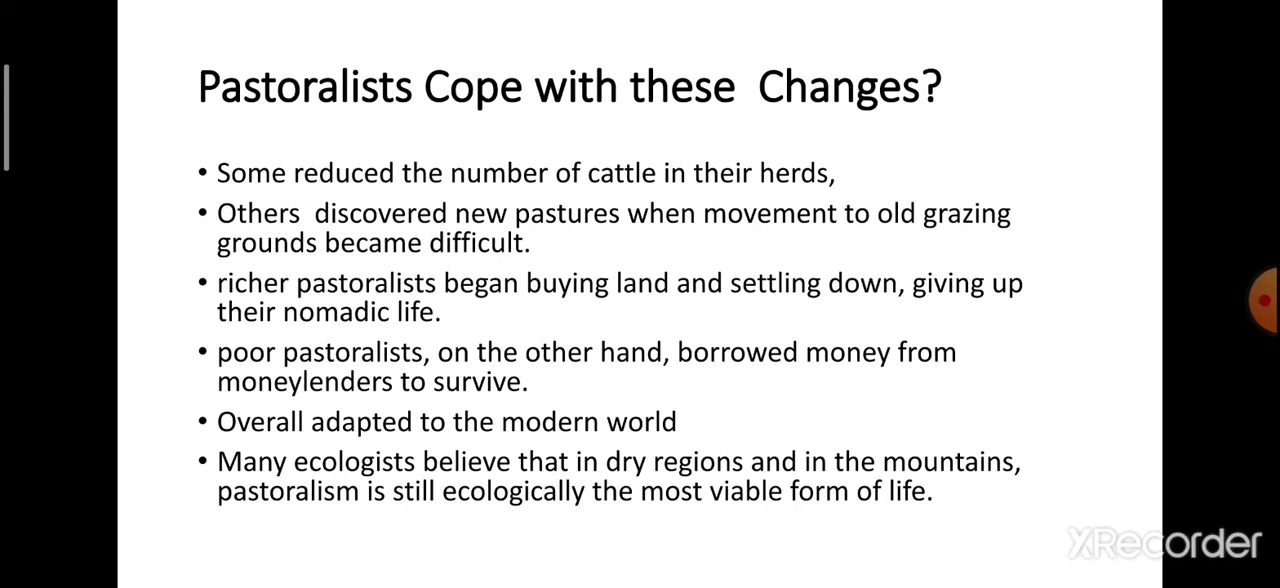 Pastoralists Cope with these  Changes?
• Some reduced the number of cattle in their herds,
• Others  discovered new pastures when movement to old grazing
grounds became difficult.
• richer pastoralists began buying land and settling down, giving up
their nomadic life.
• poor pastoralists, on the other hand, borrowed money from
moneylenders to survive.
• Overall adapted to the modern world
• Many ecologists believe that in dry regions and in the mountains,
pastoralism is still ecologically the most viable form of life.
XRecorder